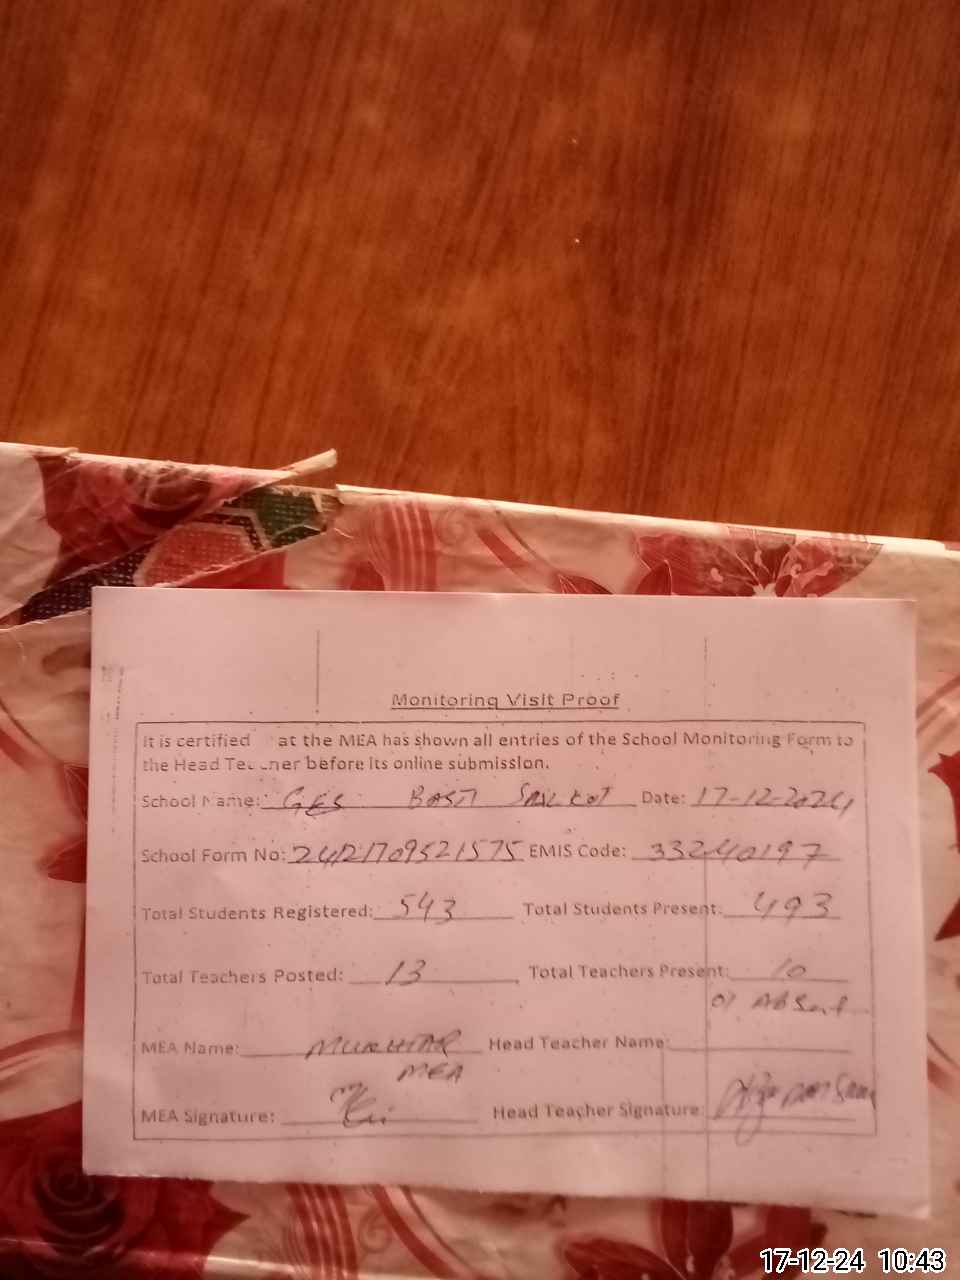 Monitoring Visit Proof
It is certified at the MEA has shown all entries of the School Monitoring Form to
the Head Teacher before its online submission.
School Name: GES BASTI SAILKOT Date: 17-12-2024
School Form No: 2412170952157 5 EMIS Code: 33240197
Total Students Registered: 543 Total Students Present: 493
Total Teachers Posted: 13 Total Teachers Present: 10
01 Absent
MEA Name: MUKHTAR Head Teacher Name:
MEA
MEA Signature: Head Teacher Signature:
17-12-24 10:43